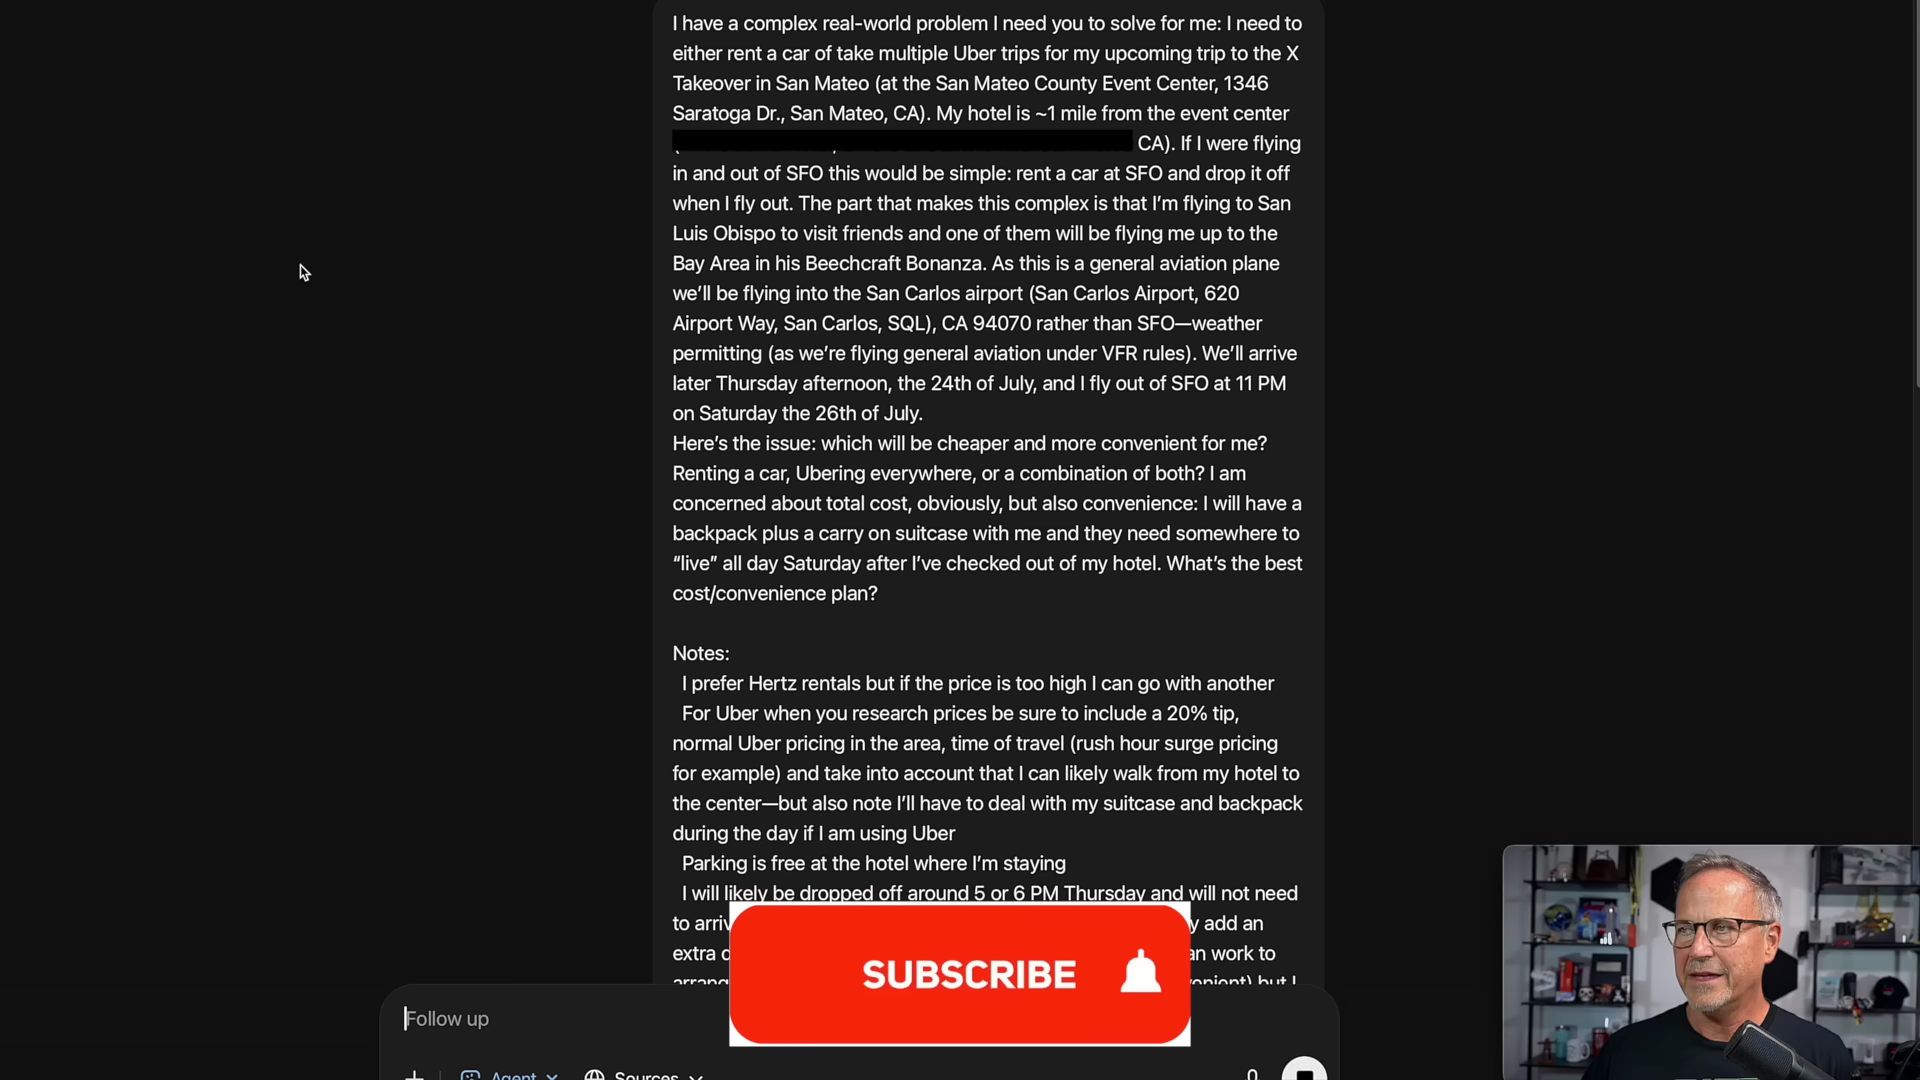 I have a complex real-world problem I need you to solve for me: I need to
either rent a car of take multiple Uber trips for my upcoming trip to the X
Takeover in San Mateo (at the San Mateo County Event Center, 1346
Saratoga Dr., San Mateo, CA). My hotel is ~1 mile from the event center
CA). If I were flying
in and out of SFO this would be simple: rent a car at SFO and drop it off
when I fly out. The part that makes this complex is that I'm flying to San
Luis Obispo to visit friends and one of them will be flying me up to the
Bay Area in his Beechcraft Bonanza. As this is a general aviation plane
we'll be flying into the San Carlos airport (San Carlos Airport, 620
Airport Way, San Carlos, SQL), CA 94070 rather than SFO—weather
permitting (as we're flying general aviation under VFR rules). We'll arrive
later Thursday afternoon, the 24th of July, and I fly out of SFO at 11 PM
on Saturday the 26th of July.
Here's the issue: which will be cheaper and more convenient for me?
Renting a car, Ubering everywhere, or a combination of both? I am
concerned about total cost, obviously, but also convenience: I will have a
backpack plus a carry on suitcase with me and they need somewhere to
“live” all day Saturday after I've checked out of my hotel. What's the best
cost/convenience plan?
Notes:
I prefer Hertz rentals but if the price is too high I can go with another
For Uber when you research prices be sure to include a 20% tip,
normal Uber pricing in the area, time of travel (rush hour surge pricing
for example) and take into account that I can likely walk from my hotel to
the center—but also note I'll have to deal with my suitcase and backpack
during the day if I am using Uber
Parking is free at the hotel where I'm staying
I will likely be dropped off around 5 or 6 PM Thursday and will not need
to add an
extra work to
but I
SUBSCRIBE
Follow up
Agent Sources